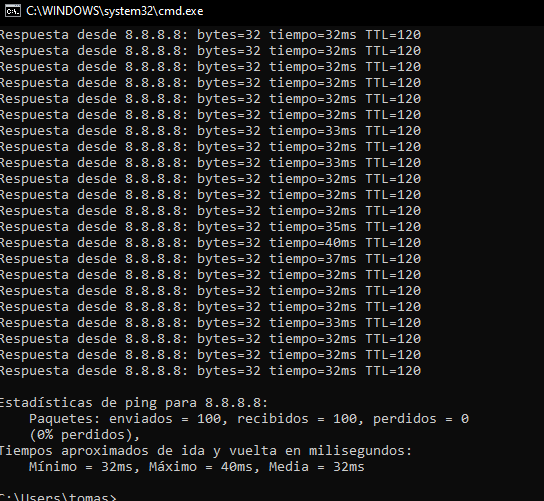 C:\WINDOWS\system32\cmd.exe
Respuesta desde 8.8.8.8: bytes=32 tiempo=32ms TTL=120
Respuesta desde 8.8.8.8: bytes=32 tiempo=32ms TTL=120
Respuesta desde 8.8.8.8: bytes=32 tiempo=32ms TTL=120
Respuesta desde 8.8.8.8: bytes=32 tiempo=32ms TTL=120
Respuesta desde 8.8.8.8: bytes=32 tiempo=32ms TTL=120
Respuesta desde 8.8.8.8: bytes=32 tiempo=32ms TTL=120
Respuesta desde 8.8.8.8: bytes=32 tiempo=33ms TTL=120
Respuesta desde 8.8.8.8: bytes=32 tiempo=32ms TTL=120
Respuesta desde 8.8.8.8: bytes=32 tiempo=33ms TTL=120
Respuesta desde 8.8.8.8: bytes=32 tiempo=32ms TTL=120
Respuesta desde 8.8.8.8: bytes=32 tiempo=32ms TTL=120
Respuesta desde 8.8.8.8: bytes=32 tiempo=32ms TTL=120
Respuesta desde 8.8.8.8: bytes=32 tiempo=35ms TTL=120
Respuesta desde 8.8.8.8: bytes=32 tiempo=40ms TTL=120
Respuesta desde 8.8.8.8: bytes=32 tiempo=37ms TTL=120
Respuesta desde 8.8.8.8: bytes=32 tiempo=32ms TTL=120
Respuesta desde 8.8.8.8: bytes=32 tiempo=32ms TTL=120
Respuesta desde 8.8.8.8: bytes=32 tiempo=32ms TTL=120
Respuesta desde 8.8.8.8: bytes=32 tiempo=33ms TTL=120
Respuesta desde 8.8.8.8: bytes=32 tiempo=32ms TTL=120
Respuesta desde 8.8.8.8: bytes=32 tiempo=32ms TTL=120
Respuesta desde 8.8.8.8: bytes=32 tiempo=32ms TTL=120
Estadísticas de ping para 8.8.8.8:
Paquetes: enviados = 100, recibidos = 100, perdidos = 0
(0% perdidos),
Tiempos aproximados de ida y vuelta en milisegundos:
Mínimo = 32ms, Máximo = 40ms, Media = 32ms
C:\Users\tomas>